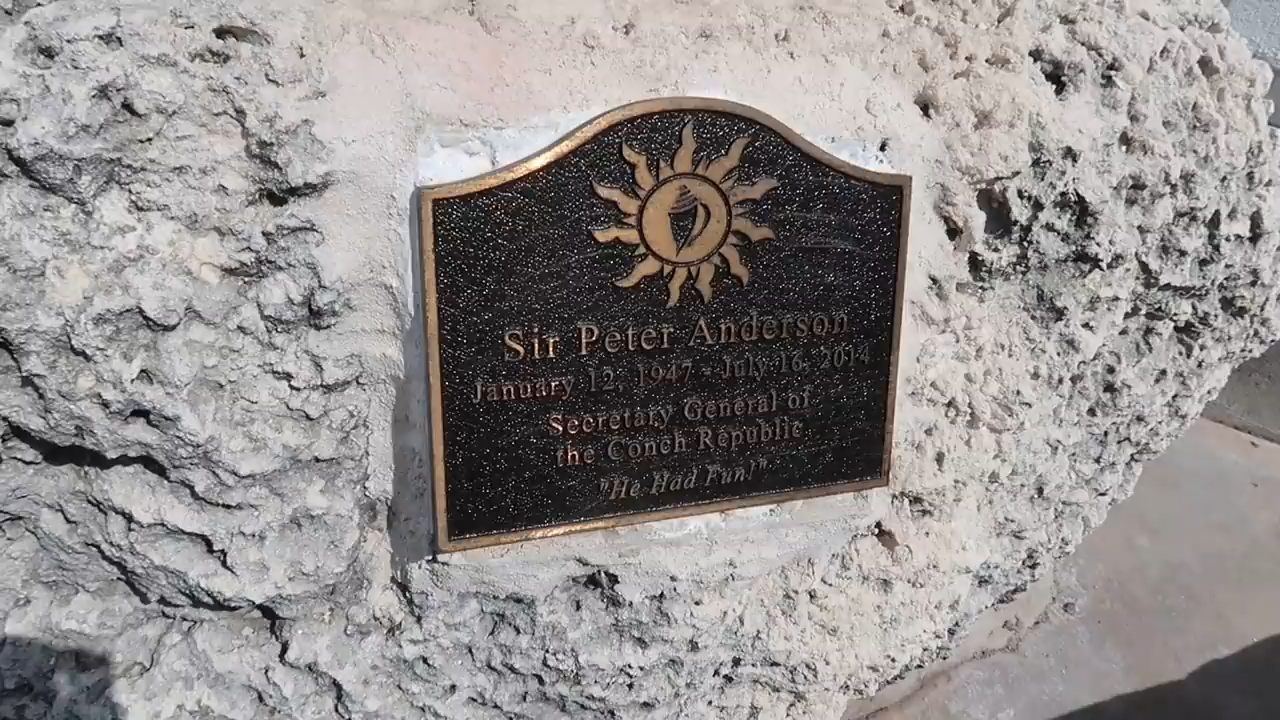 Sir Peter Anderson
January 12, 1947 - July 16, 2014
Secretary General of
the Conch Republic
"He Had Fun!"